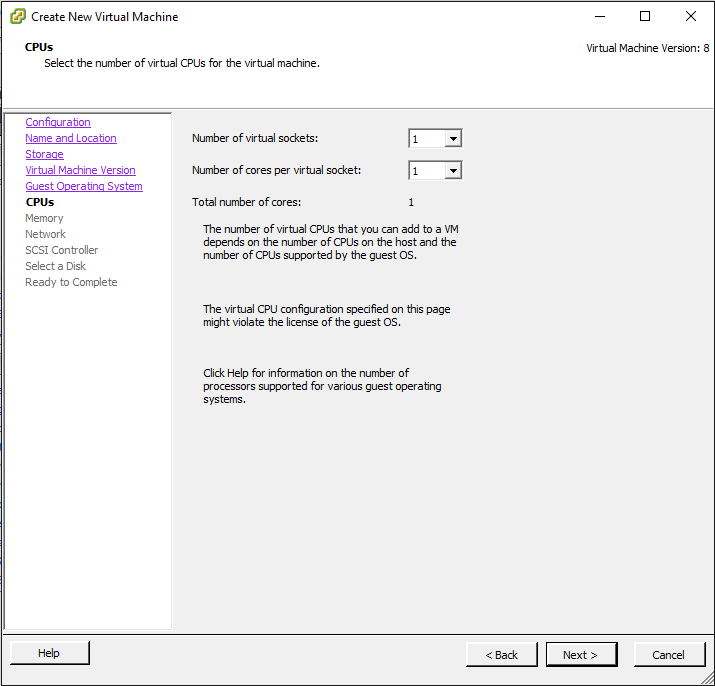 Create New Virtual Machine
CPUs
Select the number of virtual CPUs for the virtual machine.
Virtual Machine Version: 8
Configuration
Name and Location
Storage
Virtual Machine Version
Guest Operating System
CPUs
Memory
Network
SCSI Controller
Select a Disk
Ready to Complete
Number of virtual sockets: 1
Number of cores per virtual socket: 1
Total number of cores: 1
The number of virtual CPUs that you can add to a VM
depends on the number of CPUs on the host and the
number of CPUs supported by the guest OS.
The virtual CPU configuration specified on this page
might violate the license of the guest OS.
Click Help for information on the number of
processors supported for various guest operating
systems.
Help
< Back
Next >
Cancel